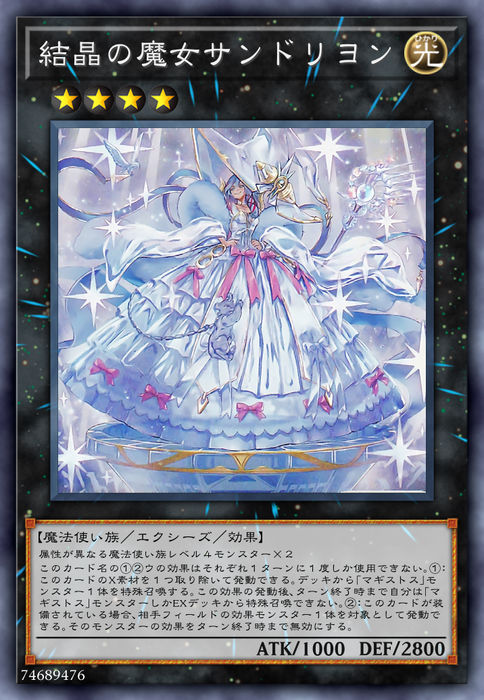 結晶の魔女サンドリヨン
光
ひかり
【魔法使い族／エクシーズ／効果】
属性が異なる魔法使い族レベル４モンスター×２
このカード名の①②ウの効果はそれぞれ１ターンに１度しか使用できない。①：
このカードのX素材を１つ取り除いて発動できる。デッキから「マギストス」モ
ンスター１体を特殊召喚する。この効果の発動後、ターン終了時まで自分は「マ
ギストス」モンスターしかEXデッキから特殊召喚できない。②：このカードが装
備されている場合、相手フィールドの効果モンスター１体を対象として発動で
きる。そのモンスターの効果をターン終了時まで無効にする。
ATK/1000 DEF/2800
74689476